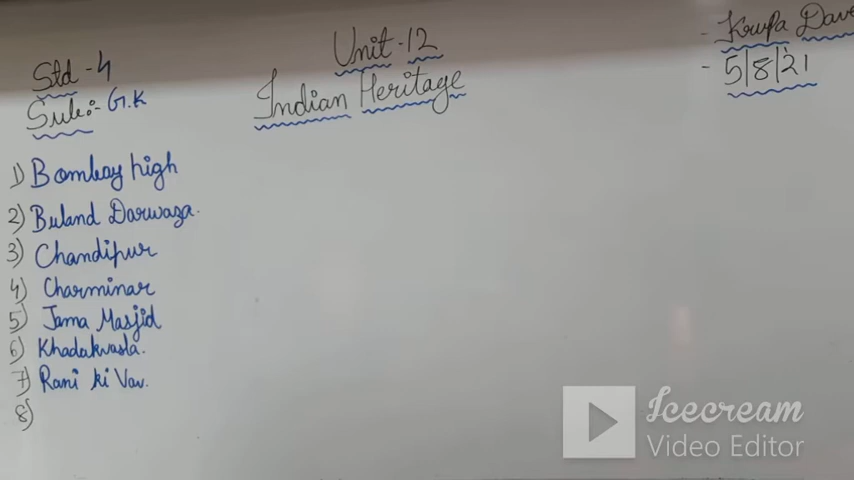 Std - 4
Sub:- G.K
Unit - 12
Indian Heritage
- Krupa Dave
- 5/8/21
1) Bombay high
2) Buland Darwaza.
3) Chandipur
4) Charminar
5) Jama Masjid
6) Khadakvasla.
7) Rani ki Vav.
8)
Icecream
Video Editor